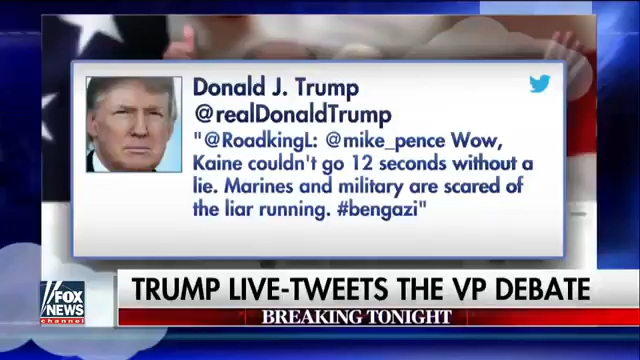 Donald J. Trump
@realDonaldTrump
"@RoadkingL: @mike_pence Wow,
Kaine couldn't go 12 seconds without a
lie. Marines and military are scared of
the liar running. #bengazi"
TRUMP LIVE-TWEETS THE VP DEBATE
BREAKING TONIGHT
FOX
NEWS
channel